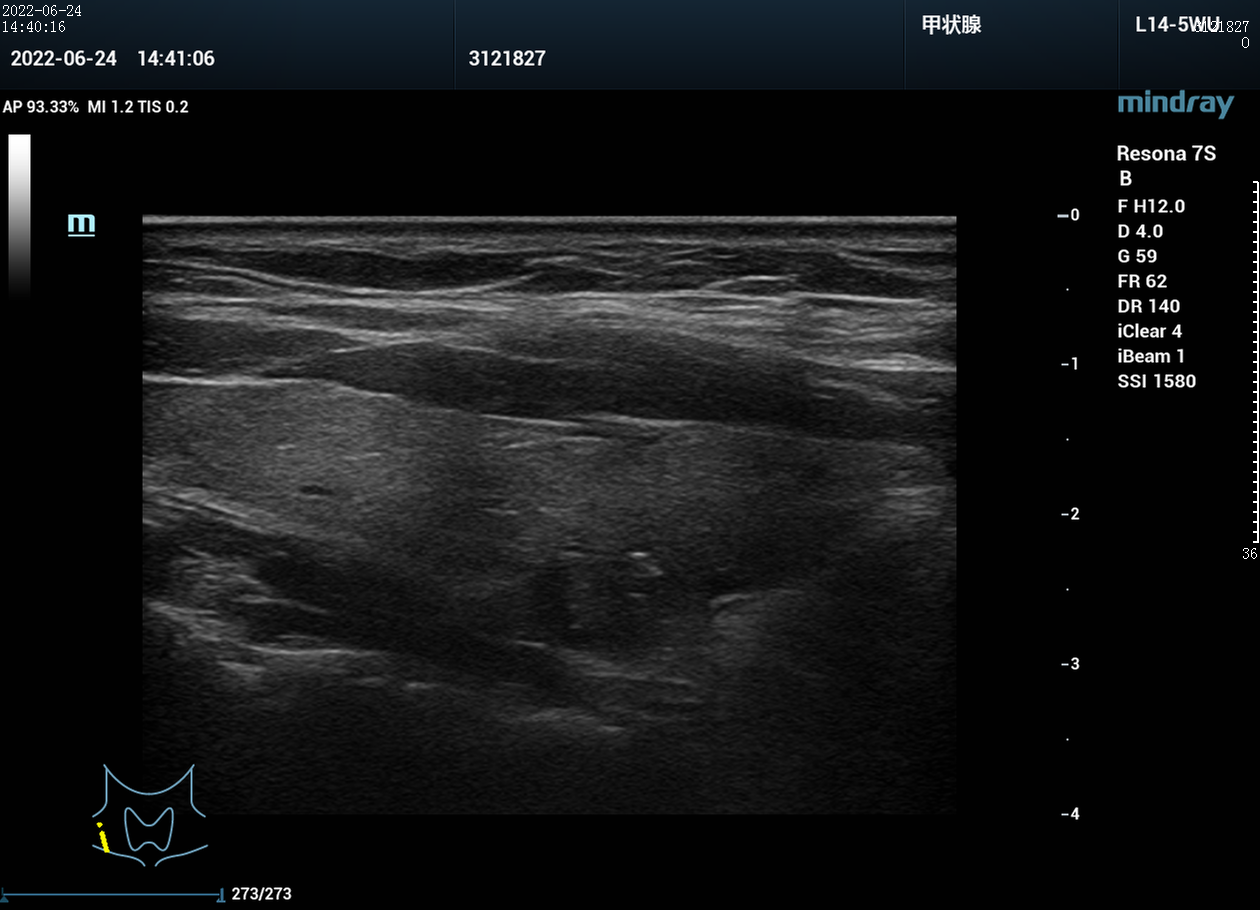 2022-06-24
14:40:16
2022-06-24 14:41:06
3121827
甲状腺
L14-5WU
3121827
0
AP 93.33% MI 1.2 TIS 0.2
mindray
Resona 7S
B
F H12.0
D 4.0
G 59
FR 62
DR 140
iClear 4
iBeam 1
SSI 1580
m
0
-1
-2
-3
-4
36
273/273